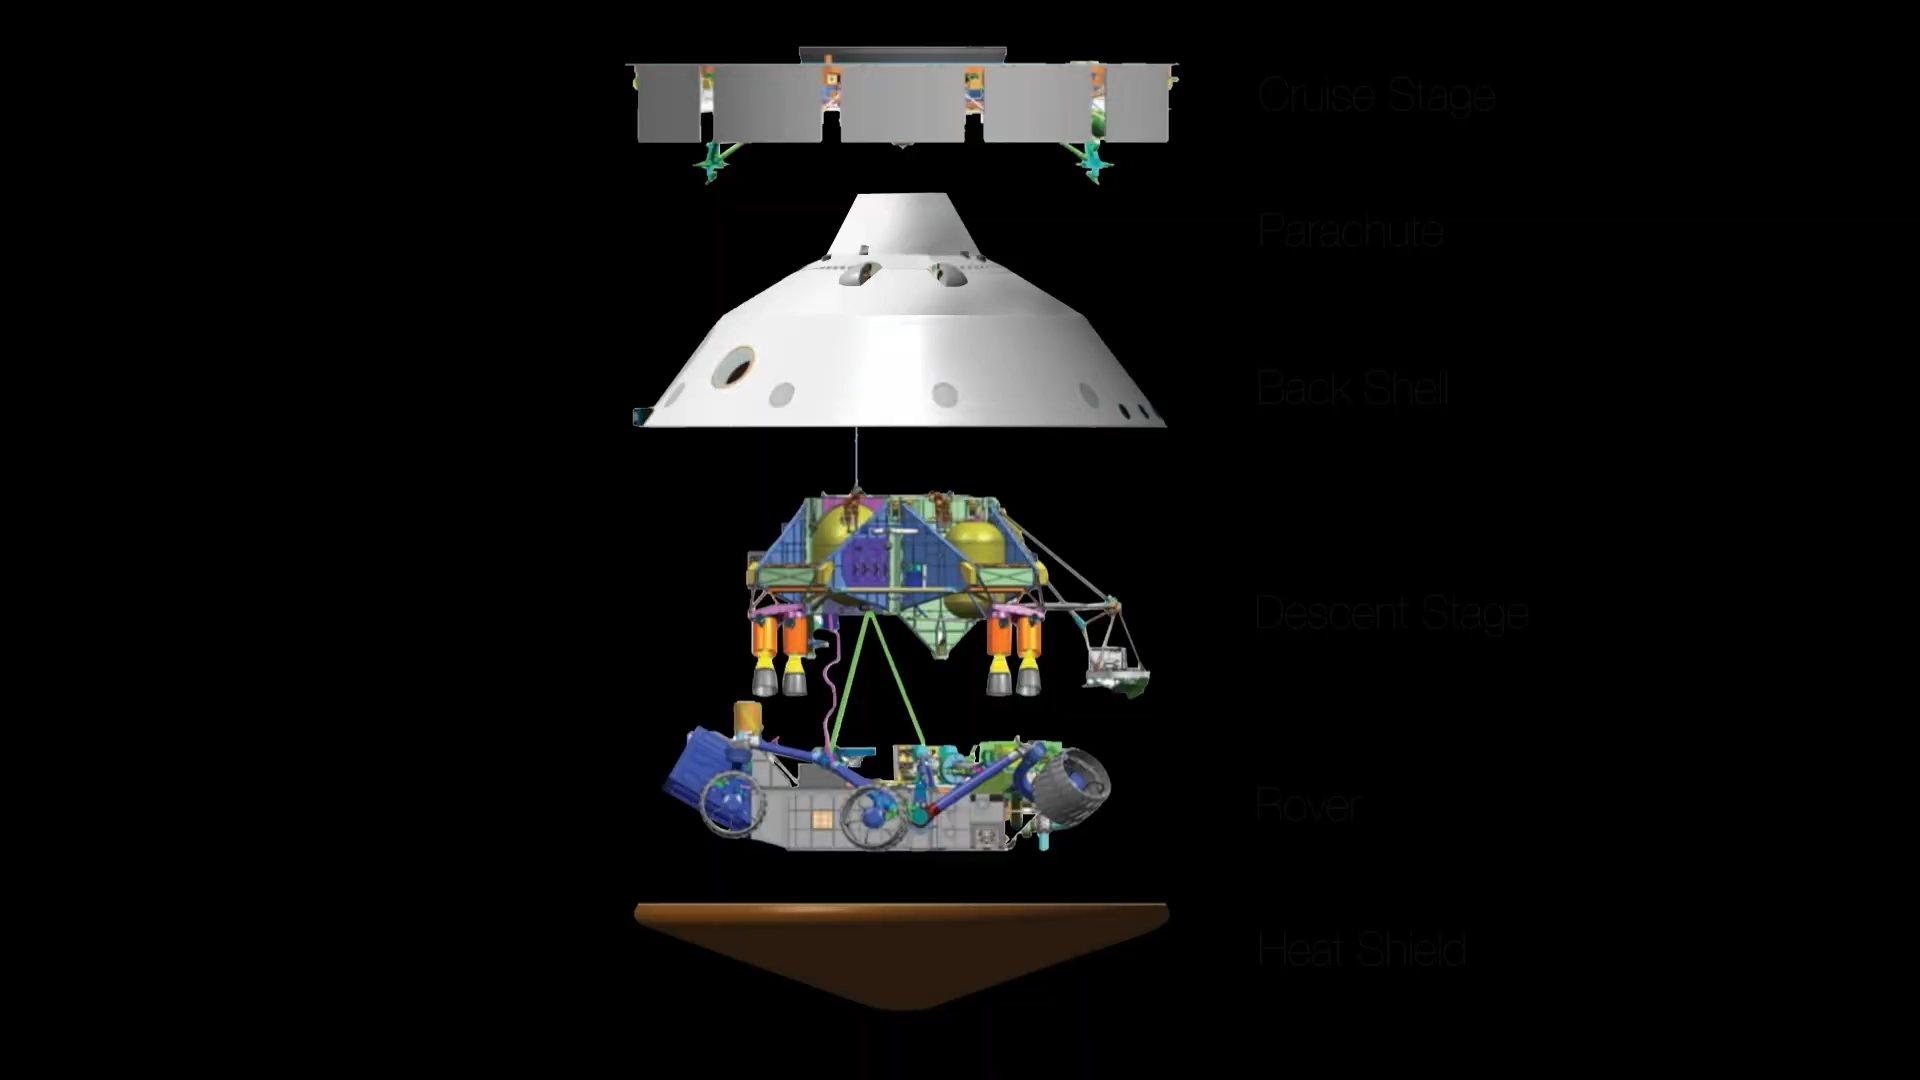 Cruise Stage
Parachute
Back Shell
Descent Stage
Rover
Heat Shield